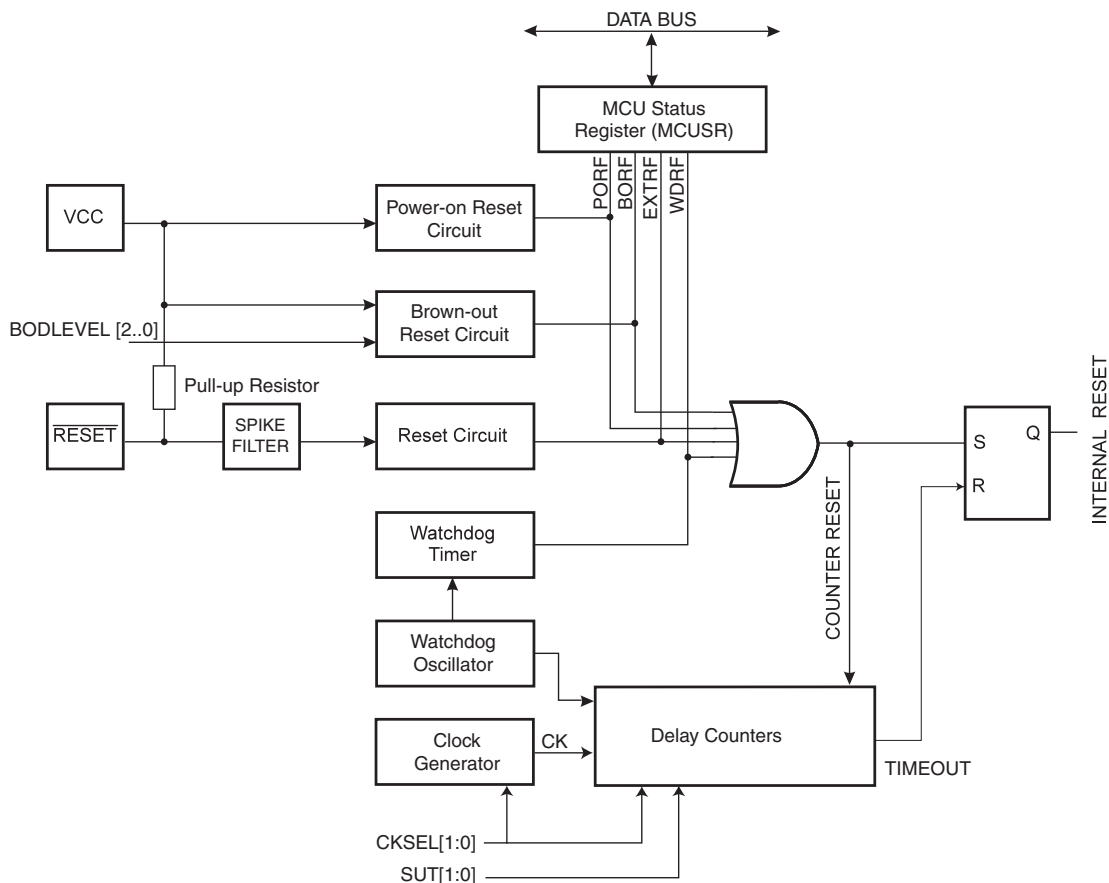 DATA BUS
MCU Status
Register (MCUSR)
PORF
BORF
EXTRF
WDRF
VCC
Power-on Reset
Circuit
Brown-out
Reset Circuit
BODLEVEL [2..0]
Pull-up Resistor
RESET
SPIKE
FILTER
Reset Circuit
S
Q
R
INTERNAL RESET
COUNTER RESET
Watchdog
Timer
Watchdog
Oscillator
Clock
Generator
CK
Delay Counters
TIMEOUT
CKSEL[1:0]
SUT[1:0]